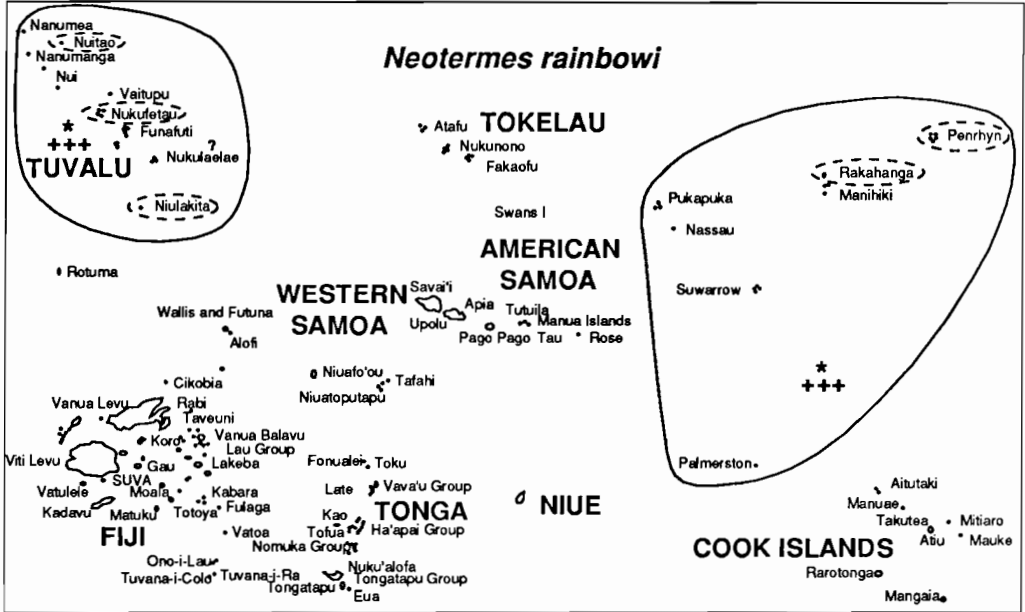 Neotermes rainbowi
Nanumea
Nuitao
Nanumanga
Nui
Vaitupu
Nukufetau
*
Funafuti
?
+++
Nukulaelae
TUVALU
Niulakita
TOKELAU
Atafu
Nukunono
Fakaofu
Swans I
Penrhyn
Rakahanga
Manihiki
Pukapuka
Nassau
Suwarrow
*
+++
Palmerston
Rotuma
AMERICAN
SAMOA
WESTERN
SAMOA
Savai'i
Apia
Upolu
Tutuila
Manua Islands
Pago Pago
Tau
Rose
Wallis and Futuna
Alofi
Niuafo'ou
Tafahi
Niuatoputapu
Cikobia
Vanua Levu
Rabi
Taveuni
Koro
Vanua Balavu
Lau Group
Viti Levu
Gau
Lakeba
SUVA
Vatulele
Moala
Kabara
Kadavu
Matuku
Totoya
Fulaga
FIJI
Vatoa
Ono-i-Lau
Tuvana-i-Colo
Tuvana-i-Ra
Fonualei
Toku
Late
Vava'u Group
Kao
TONGA
Tofua
Ha'apai Group
Nomuka Group
Nuku'alofa
Tongatapu
Tongatapu Group
Eua
NIUE
COOK ISLANDS
Aitutaki
Manuae
Takutea
Mitiaro
Atiu
Mauke
Rarotonga
Mangaia